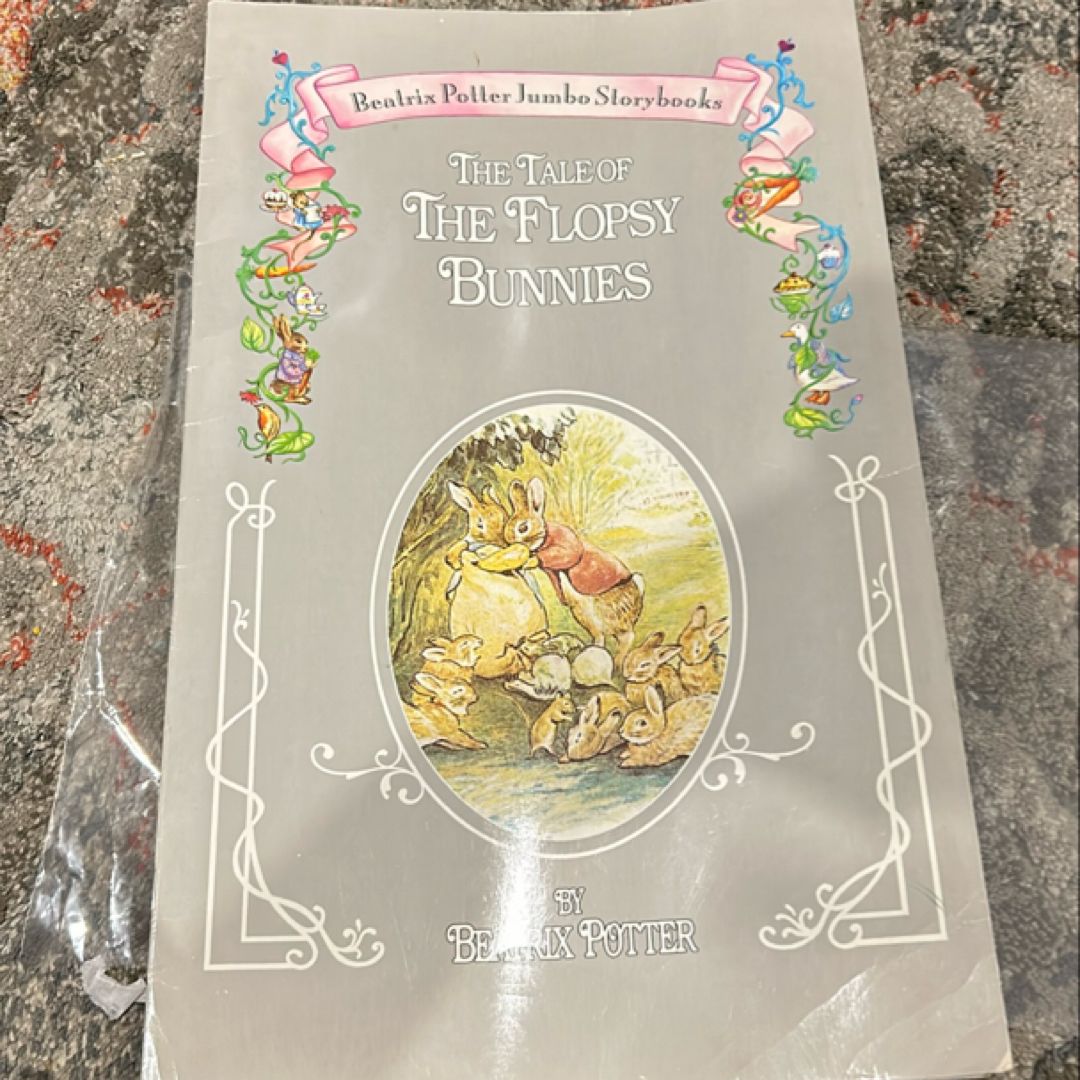 Beatrix Potter Jumbo Storybooks
THE TALE OF
THE FLOPSY
BUNNIES
BY
BEATRIX POTTER